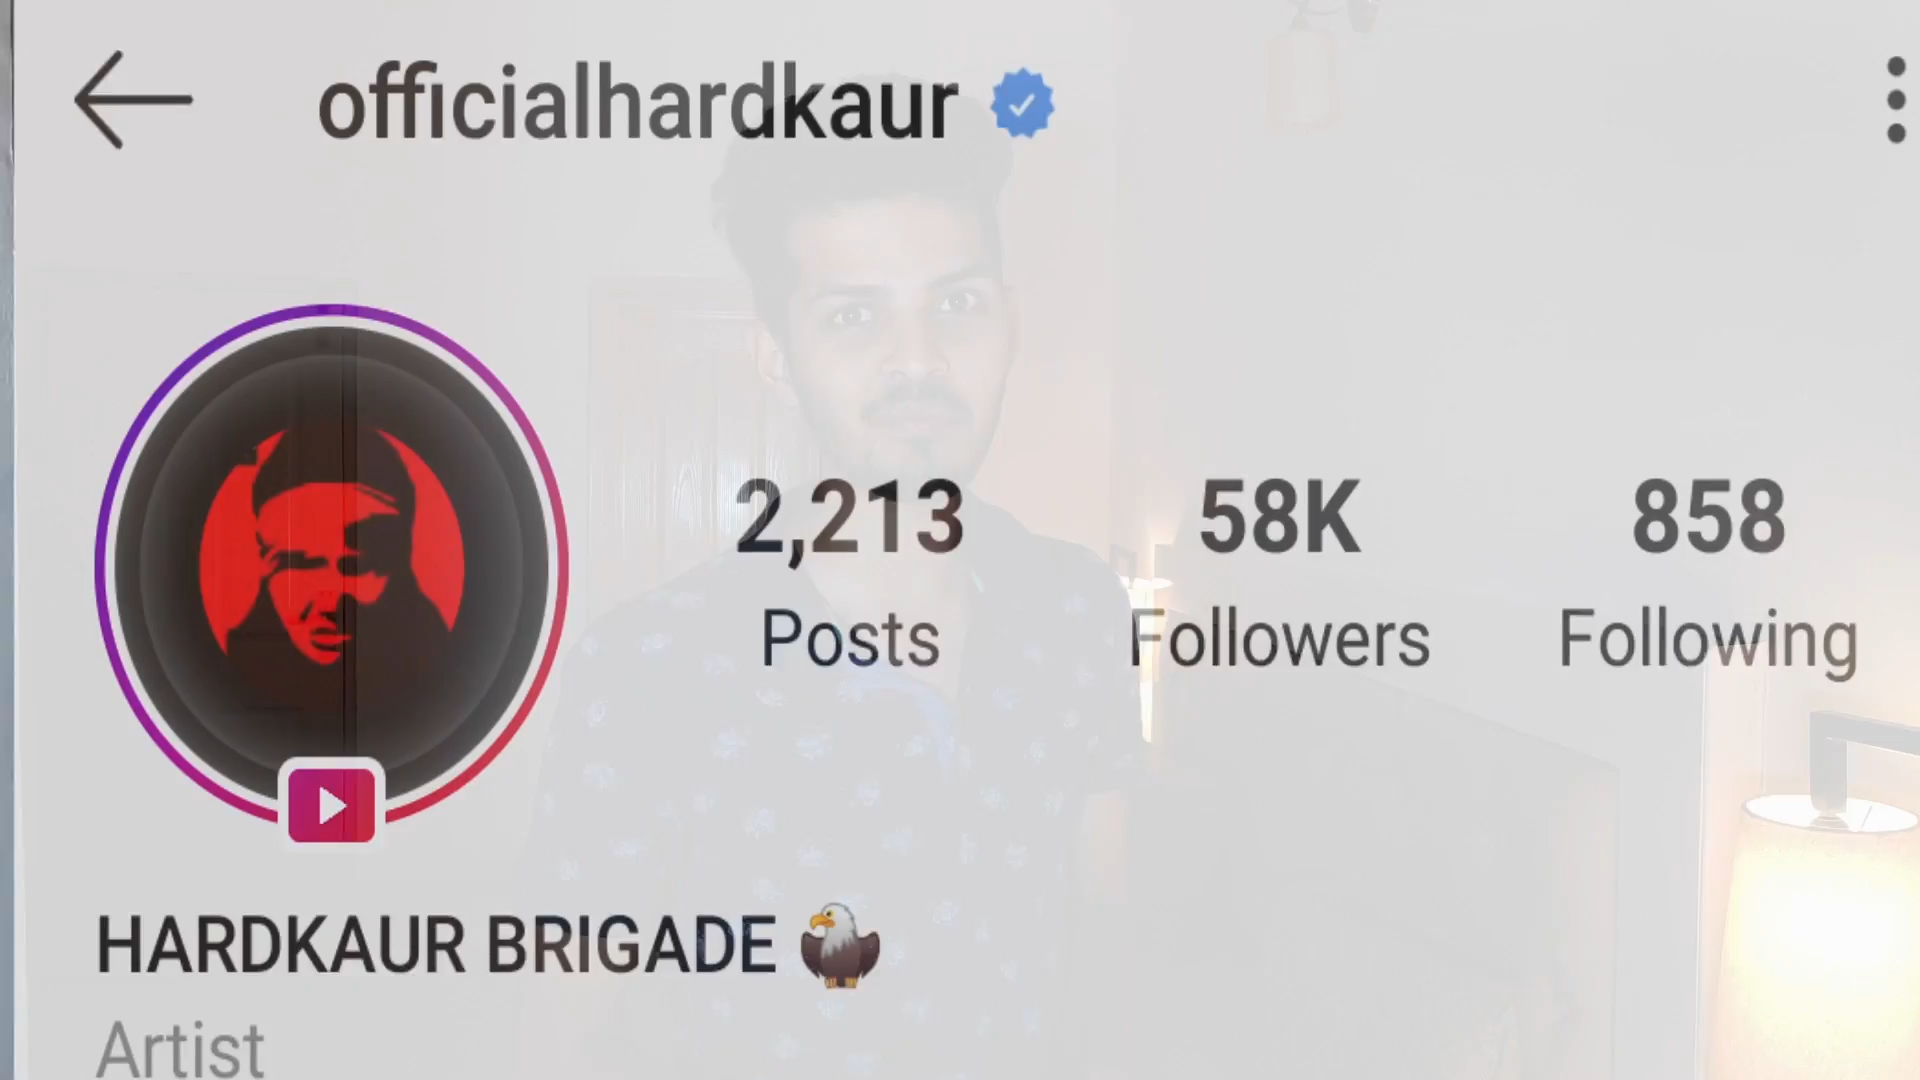 officialhardkaur
2,213 58K 858
Posts Followers Following
HARDKAUR BRIGADE 🦅
Artist